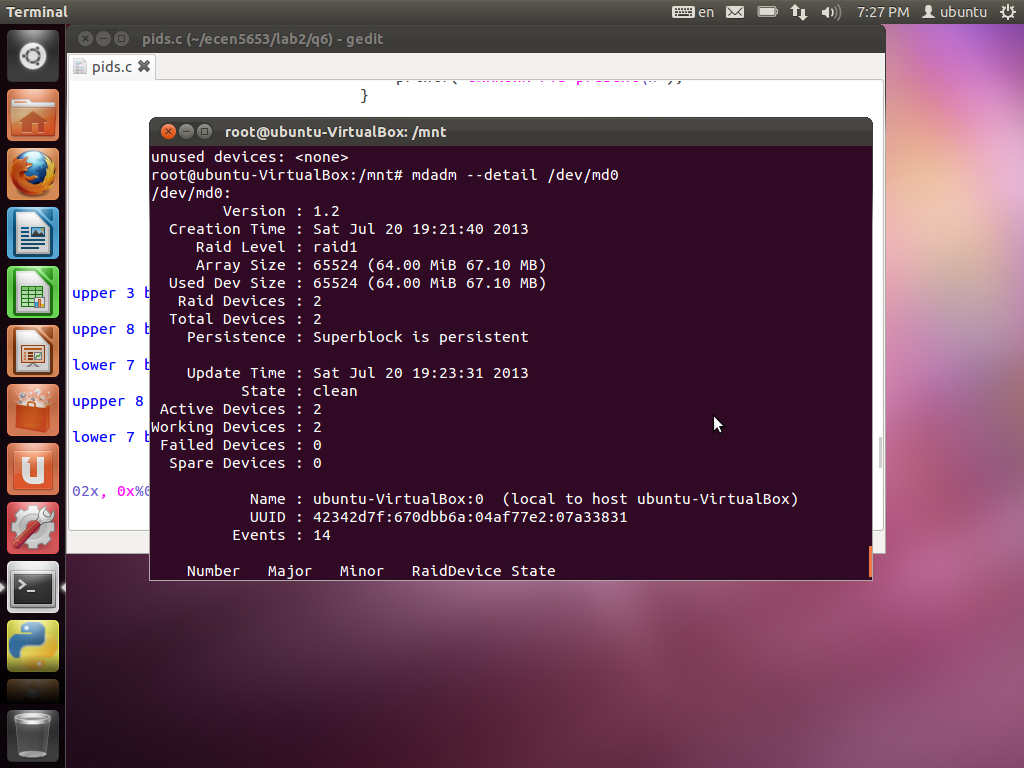 Terminal
en
7:27 PM
ubuntu
pids.c (~/ecen5653/lab2/q6) - gedit
pids.c
}
root@ubuntu-VirtualBox: /mnt
unused devices: <none>
root@ubuntu-VirtualBox:/mnt# mdadm --detail /dev/md0
/dev/md0:
Version : 1.2
Creation Time : Sat Jul 20 19:21:40 2013
Raid Level : raid1
Array Size : 65524 (64.00 MiB 67.10 MB)
Used Dev Size : 65524 (64.00 MiB 67.10 MB)
Raid Devices : 2
Total Devices : 2
Persistence : Superblock is persistent
Update Time : Sat Jul 20 19:23:31 2013
State : clean
Active Devices : 2
Working Devices : 2
Failed Devices : 0
Spare Devices : 0
Name : ubuntu-VirtualBox:0  (local to host ubuntu-VirtualBox)
UUID : 42342d7f:670dbb6a:04af77e2:07a33831
Events : 14
Number   Major   Minor   RaidDevice State
upper 3 b
upper 8 b
lower 7 b
uppper 8
lower 7 b
02x, 0x%0